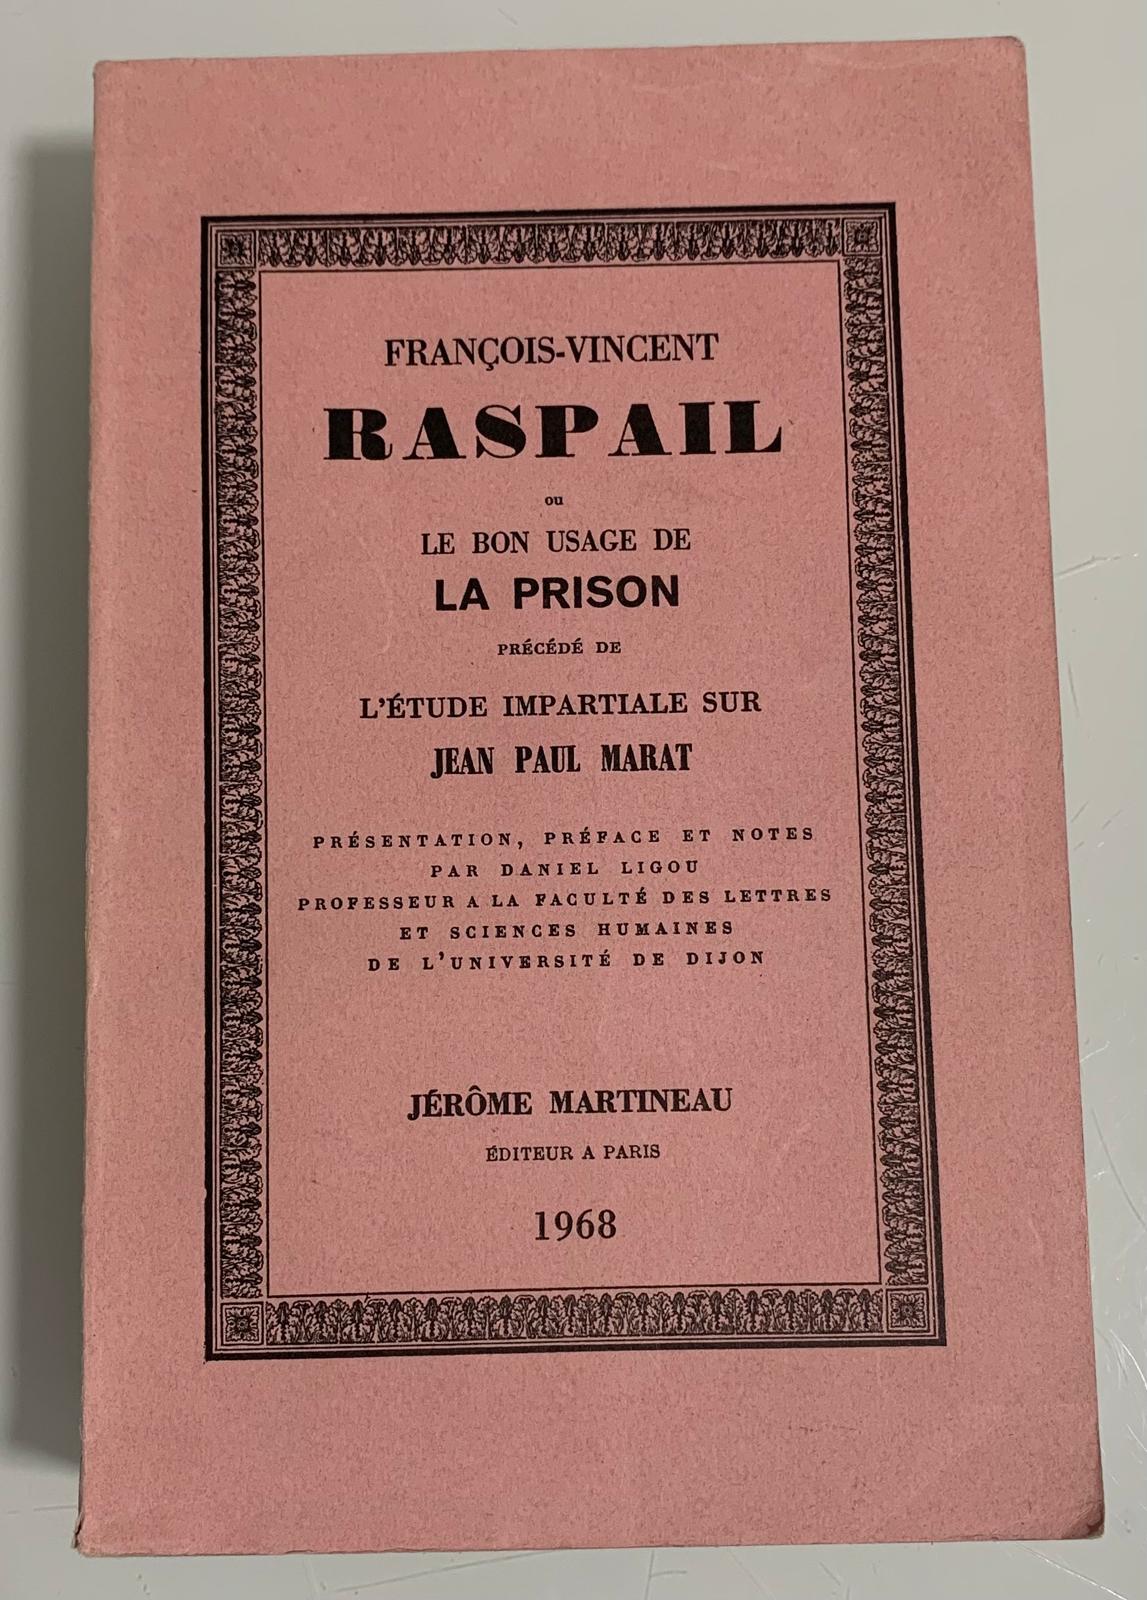 FRANÇOIS-VINCENT
RASPAIL
ou
LE BON USAGE DE
LA PRISON
PRÉCÉDÉ DE
L'ÉTUDE IMPARTIALE SUR
JEAN PAUL MARAT
PRÉSENTATION, PRÉFACE ET NOTES
PAR DANIEL LIGOU
PROFESSEUR A LA FACULTÉ DES LETTRES
ET SCIENCES HUMAINES
DE L'UNIVERSITÉ DE DIJON
JÉRÔME MARTINEAU
ÉDITEUR A PARIS
1968